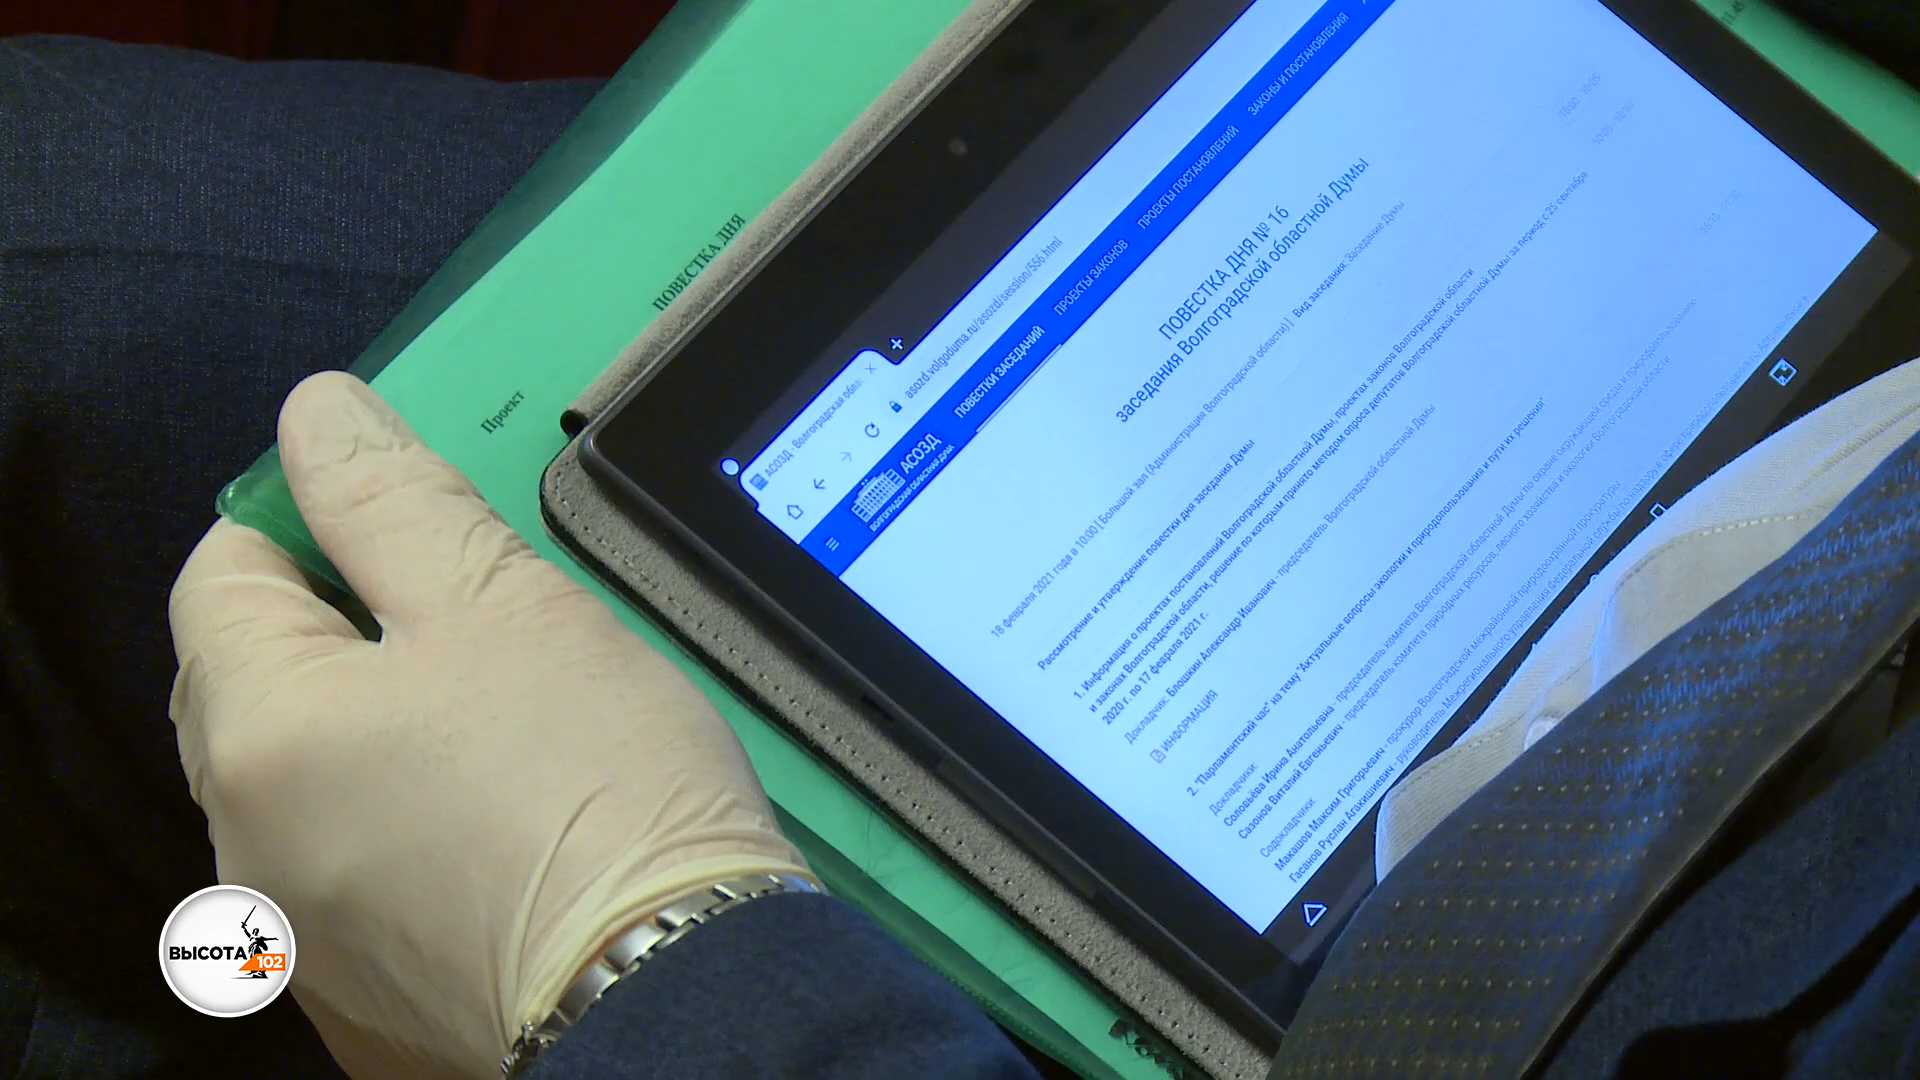 Проект
ПОВЕСТКА ДНЯ
АСОЗД - Волгоградская обла
asozd.volgoduma.ru/asozd/session/556.html
АСОЗД
ВОЛГОГРАДСКАЯ ОБЛАСТНАЯ ДУМА
ПОВЕСТКИ ЗАСЕДАНИЙ ПРОЕКТЫ ЗАКОНОВ ПРОЕКТЫ ПОСТАНОВЛЕНИЙ ЗАКОНЫ И ПОСТАНОВЛЕНИЯ
ПОВЕСТКА ДНЯ № 16
заседания Волгоградской областной Думы
18 февраля 2021 года в 10:00 [ Большой зал (Администрация Волгоградской области) ] Вид заседания: Заседание Думы
Рассмотрение и утверждение повестки дня заседания Думы
1. Информация о проектах постановлений Волгоградской областной Думы, проектах законов Волгоградской области
и законах Волгоградской области, решение по которым принято методом опроса депутатов Волгоградской областной Думы за период с 25 сентября
2020 г. по 17 февраля 2021 г.
Докладчик: Блошкин Александр Иванович - председатель Волгоградской областной Думы
ИНФОРМАЦИЯ
2. "Парламентский час" на тему "Актуальные вопросы экологии и природопользования и пути их решения"
Докладчики:
Соловьёва Ирина Анатольевна - председатель комитета Волгоградской областной Думы по охране окружающей среды и природопользованию
Сазонов Виталий Евгеньевич - председатель комитета природных ресурсов, лесного хозяйства и экологии Волгоградской области
Содокладчики:
Макашов Максим Григорьевич - прокурор Волгоградской межрайонной природоохранной прокуратуры
Гасанов Руслан Агакишиевич - руководитель Межрегионального управления Федеральной службы по надзору в сфере природопользования
ВЫСОТА
102